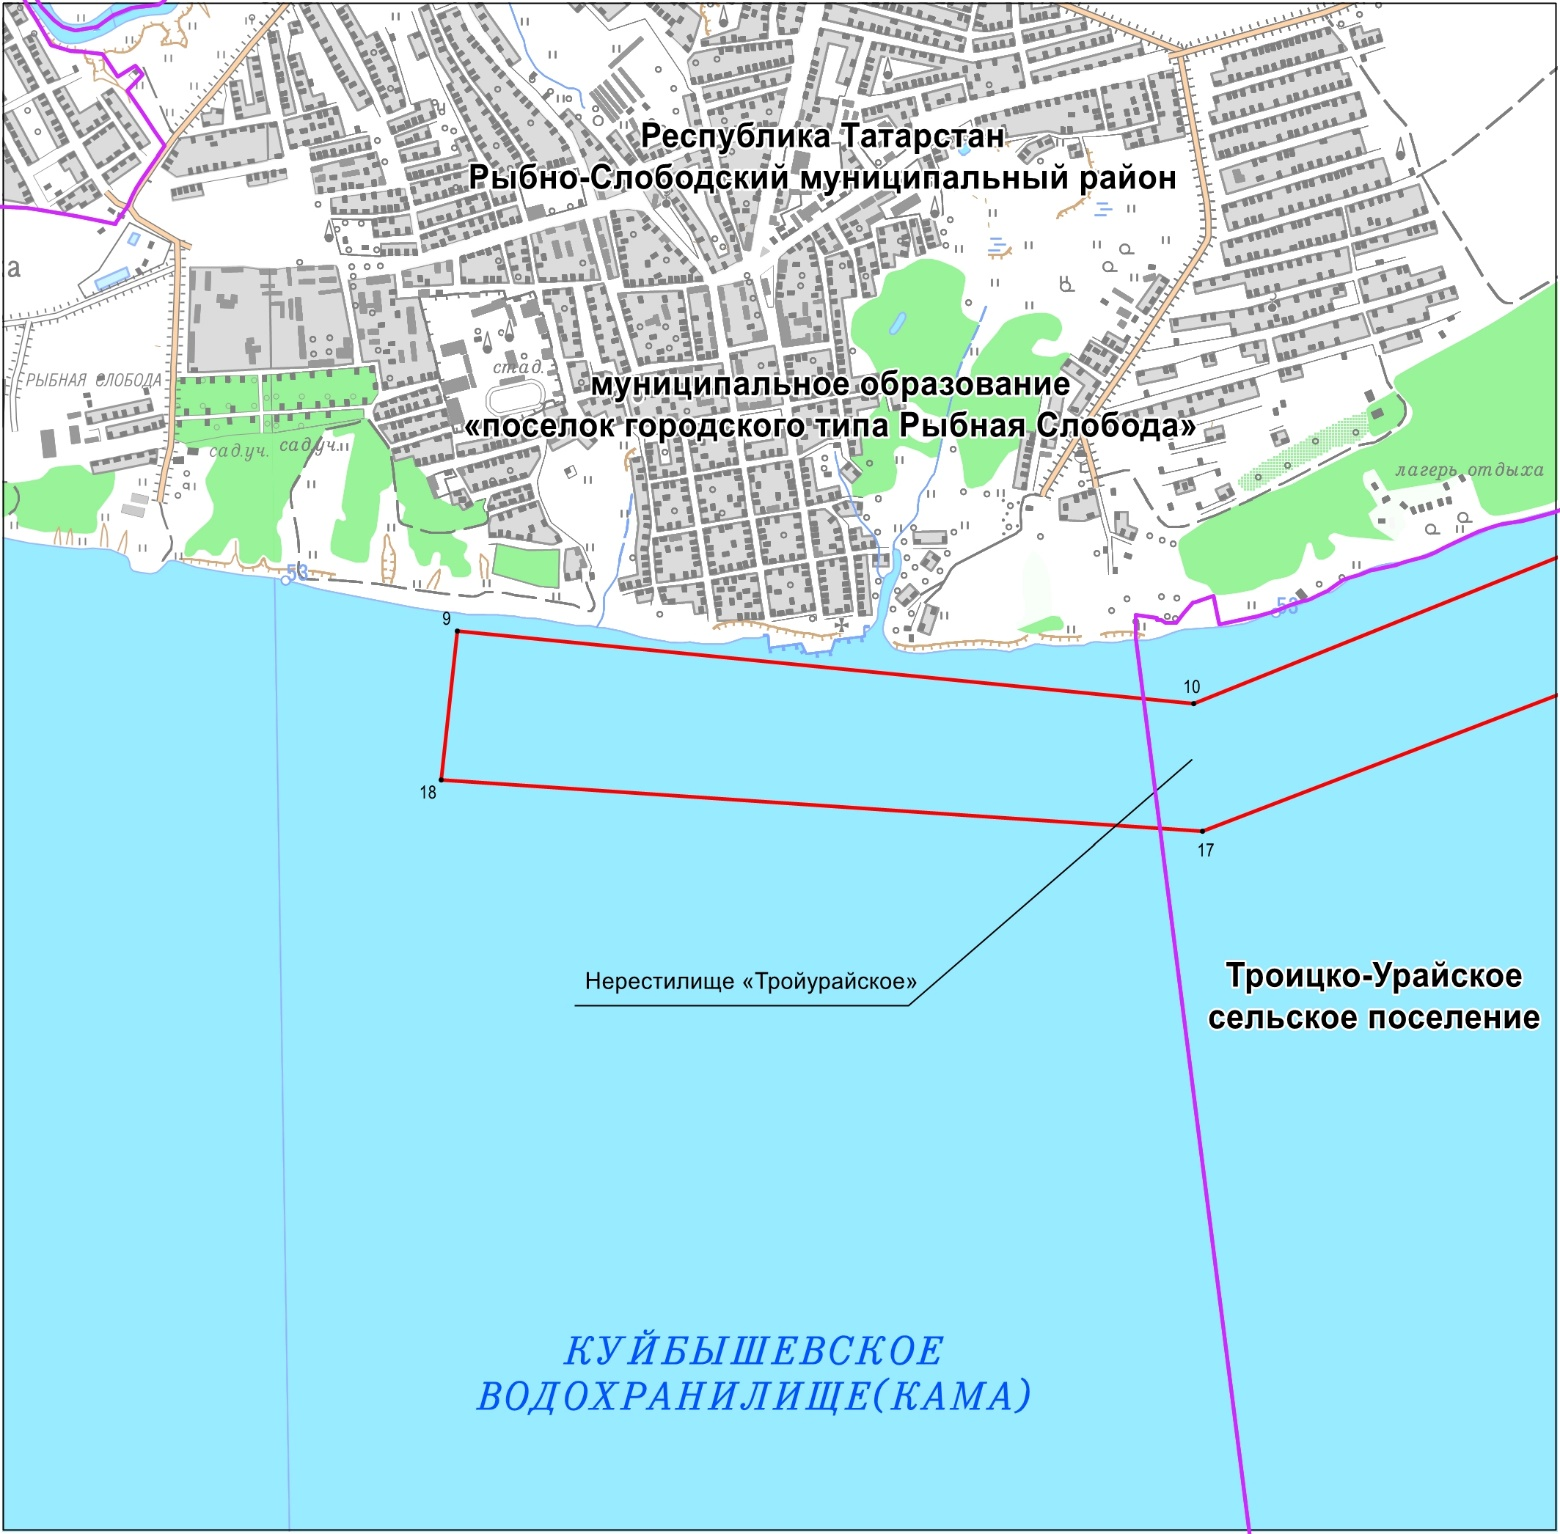 Республика Татарстан
Рыбно-Слободский муниципальный район
а
РЫБНАЯ СЛОБОДА
стад.
муниципальное образование
«поселок городского типа Рыбная Слобода»
сад.уч.
сад.уч.
лагерь отдыха
53
53
9
10
18
17
Нерестилище «Тройурайское»
Троицко-Урайское
сельское поселение
КУЙБЫШЕВСКОЕ
ВОДОХРАНИЛИЩЕ(КАМА)